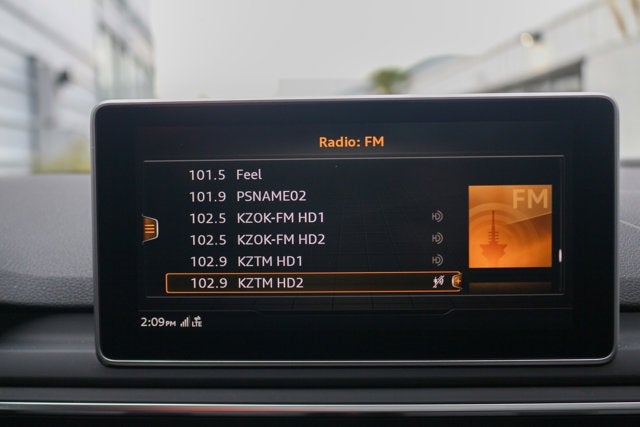 Radio: FM
101.5 Feel
101.9 PSNAME02
102.5 KZOK-FM HD1
102.5 KZOK-FM HD2
102.9 KZTM HD1
102.9 KZTM HD2
FM
2:09PM LTE